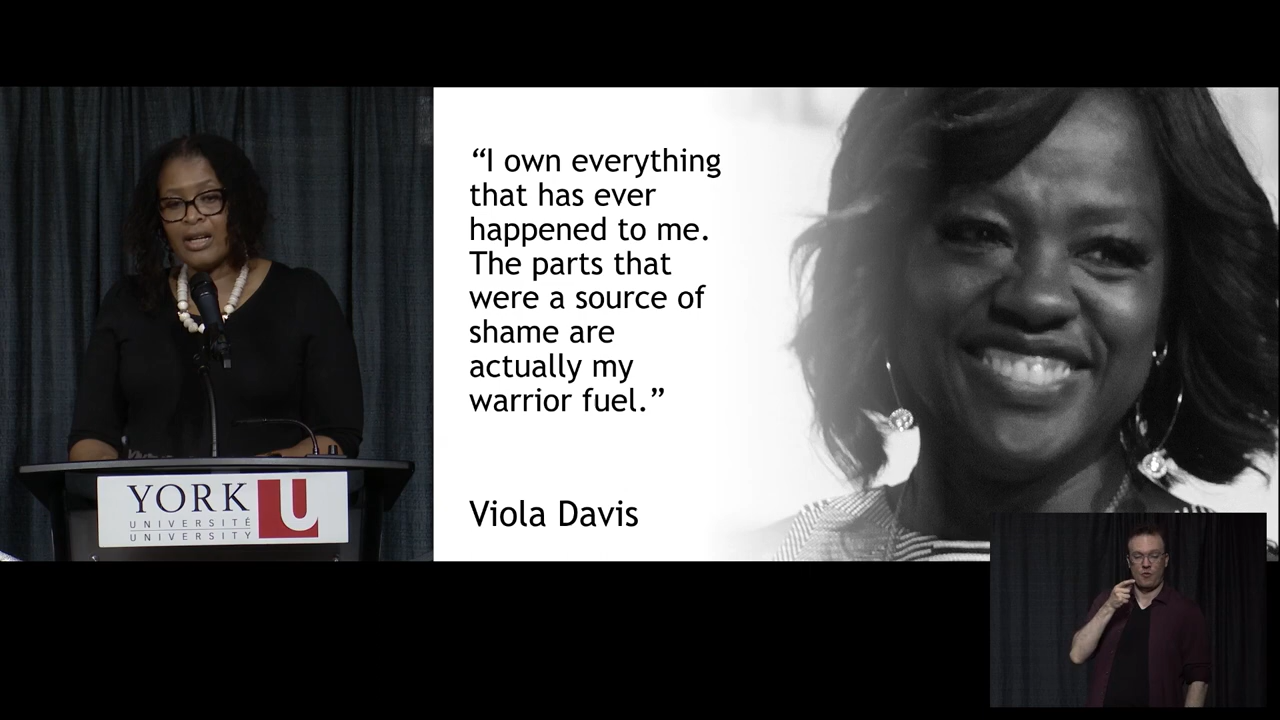 “I own everything
that has ever
happened to me.
The parts that
were a source of
shame are
actually my
warrior fuel.”
Viola Davis
YORK U
UNIVERSITÉ
UNIVERSITY